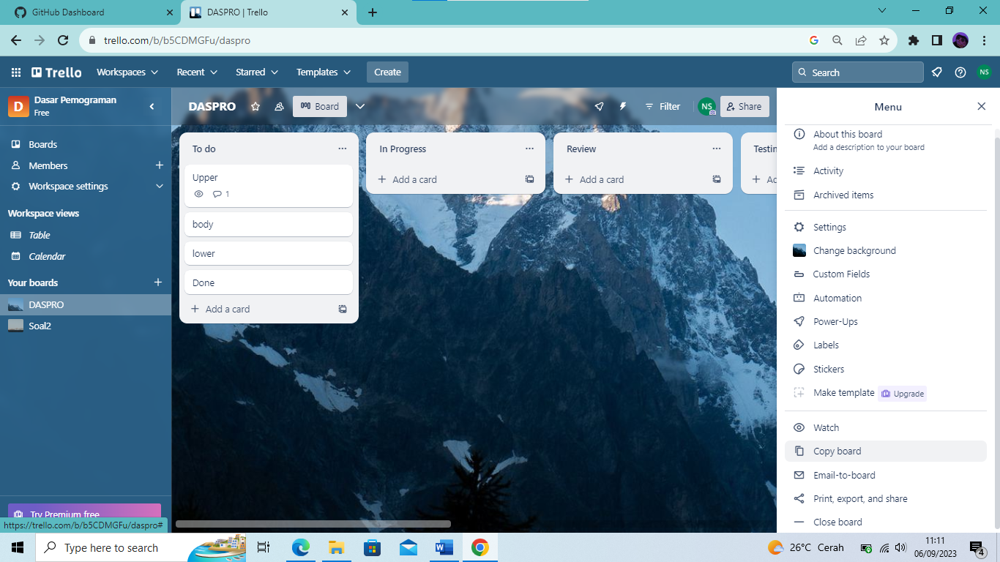 GitHub Dashboard
DASPRO | Trello
trello.com/b/b5CDMGFu/daspro
Trello
Workspaces
Recent
Starred
Templates
Create
Search
NS
D
Dasar Pemograman
Free
Boards
Members
Workspace settings
Workspace views
Table
Calendar
Your boards
DASPRO
Soal2
Try Premium free
https://trello.com/b/b5CDMGFu/daspro#
DASPRO
Board
Filter
NS
Share
To do
Upper
1
body
lower
Done
Add a card
In Progress
Add a card
Review
Add a card
Testin
Ad
Menu
About this board
Add a description to your board
Activity
Archived items
Settings
Change background
Custom Fields
Automation
Power-Ups
Labels
Stickers
Make template Upgrade
Watch
Copy board
Email-to-board
Print, export, and share
Close board
Type here to search
26°C Cerah
11:11
06/09/2023
4